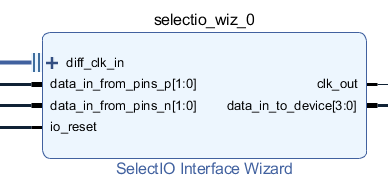 selectio_wiz_0
diff_clk_in
data_in_from_pins_p[1:0]
clk_out
data_in_from_pins_n[1:0]
data_in_to_device[3:0]
io_reset
SelectIO Interface Wizard